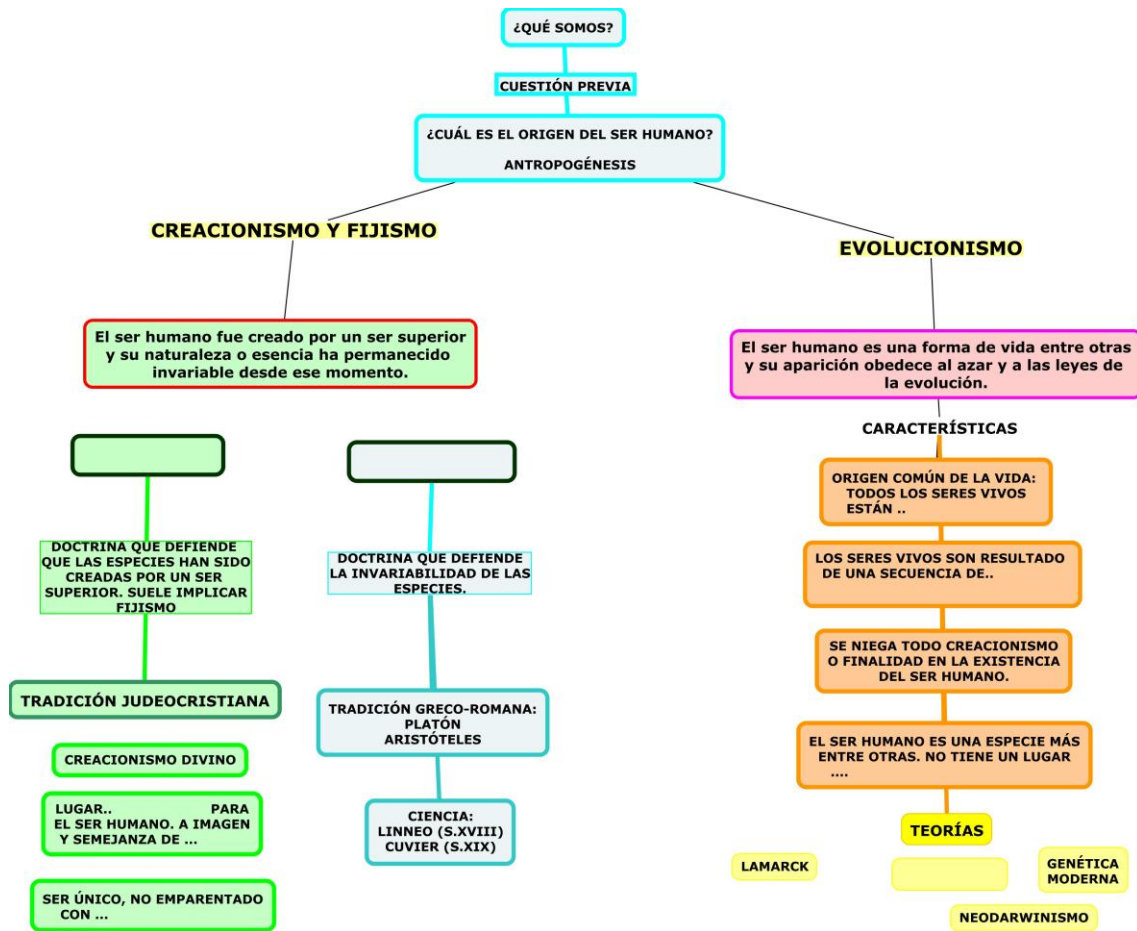 ¿QUÉ SOMOS?
CUESTIÓN PREVIA
¿CUÁL ES EL ORIGEN DEL SER HUMANO?
ANTROPOGÉNESIS
CREACIONISMO Y FIJISMO
El ser humano fue creado por un ser superior
y su naturaleza o esencia ha permanecido
invariable desde ese momento.
DOCTRINA QUE DEFIENDE
QUE LAS ESPECIES HAN SIDO
CREADAS POR UN SER
SUPERIOR. SUELE IMPLICAR
FIJISMO
TRADICIÓN JUDEOCRISTIANA
CREACIONISMO DIVINO
LUGAR.. PARA
EL SER HUMANO. A IMAGEN
Y SEMEJANZA DE ...
SER ÚNICO, NO EMPARENTADO
CON ...
DOCTRINA QUE DEFIENDE
LA INVARIABILIDAD DE LAS
ESPECIES.
TRADICIÓN GRECO-ROMANA:
PLATÓN
ARISTÓTELES
CIENCIA:
LINNEO (S.XVIII)
CUVIER (S.XIX)
EVOLUCIONISMO
El ser humano es una forma de vida entre otras
y su aparición obedece al azar y a las leyes de
la evolución.
CARACTERÍSTICAS
ORIGEN COMÚN DE LA VIDA:
TODOS LOS SERES VIVOS
ESTÁN ..
LOS SERES VIVOS SON RESULTADO
DE UNA SECUENCIA DE..
SE NIEGA TODO CREACIONISMO
O FINALIDAD EN LA EXISTENCIA
DEL SER HUMANO.
EL SER HUMANO ES UNA ESPECIE MÁS
ENTRE OTRAS. NO TIENE UN LUGAR
....
TEORÍAS
LAMARCK
GENÉTICA
MODERNA
NEODARWINISMO